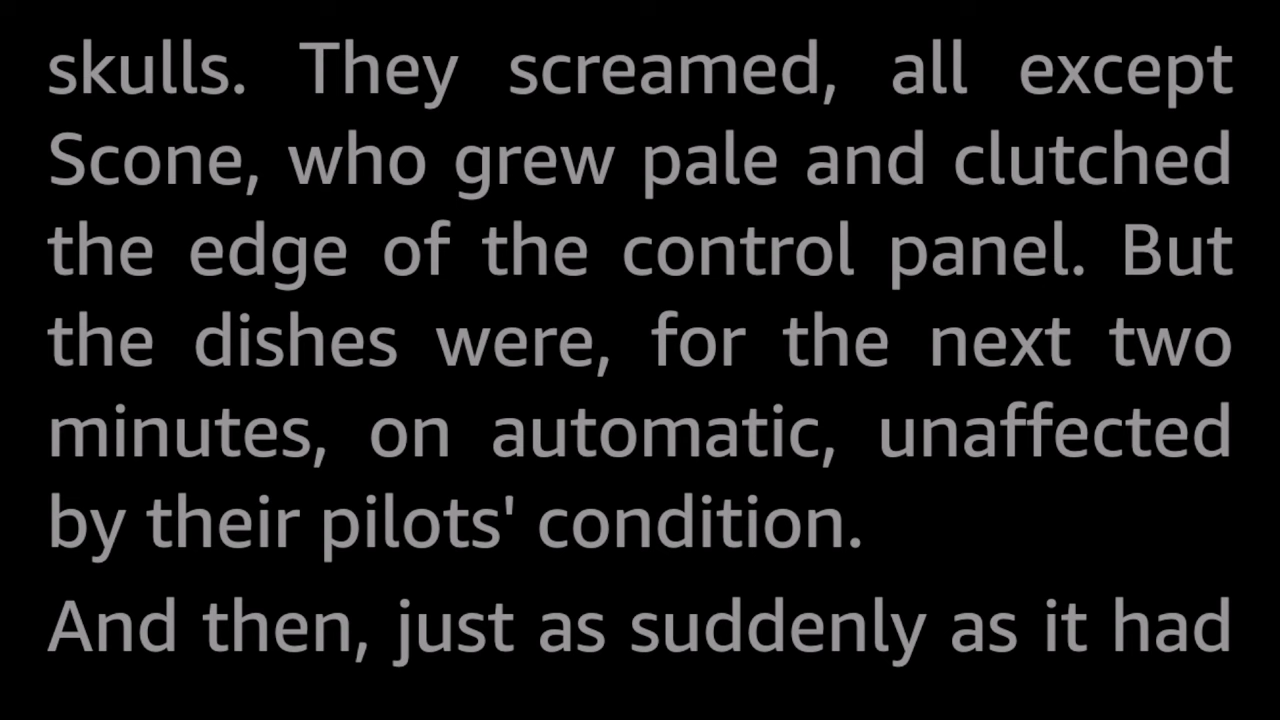 skulls. They screamed, all except
Scone, who grew pale and clutched
the edge of the control panel. But
the dishes were, for the next two
minutes, on automatic, unaffected
by their pilots' condition.
And then, just as suddenly as it had